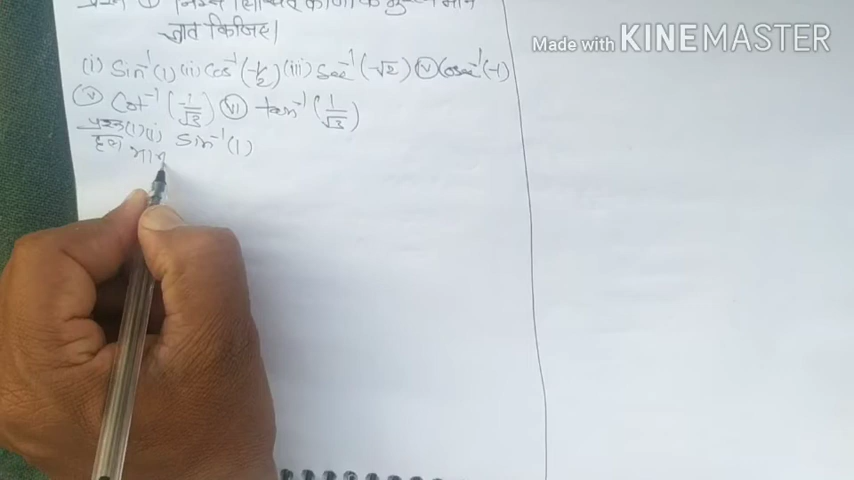 Made with KINEMASTER
ज्ञात किजिए।
(i) Sin⁻¹(1) (ii) Cos⁻¹(-1/2) (iii) Sec⁻¹(-√2) (iv) Cosec⁻¹(-1)
(v) Cot⁻¹(-1/√3) (vi) tan⁻¹(1/√3)
प्रश्न(1)(i) Sin⁻¹(1)
हल मान